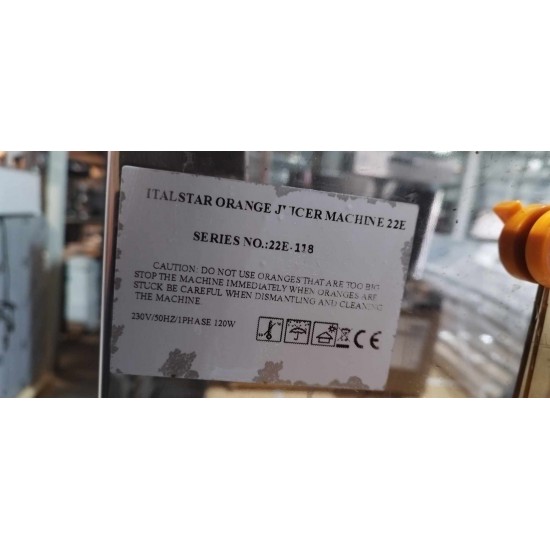 ITALSTAR ORANGE JUICER MACHINE 22E
SERIES NO.:22E-118
CAUTION: DO NOT USE ORANGES THAT ARE TOO BIG
STOP THE MACHINE IMMEDIATELY WHEN ORANGES ARE
STUCK BE CAREFUL WHEN DISMANTLING AND CLEANING
THE MACHINE
230V/50HZ/1PHASE 120W
CE